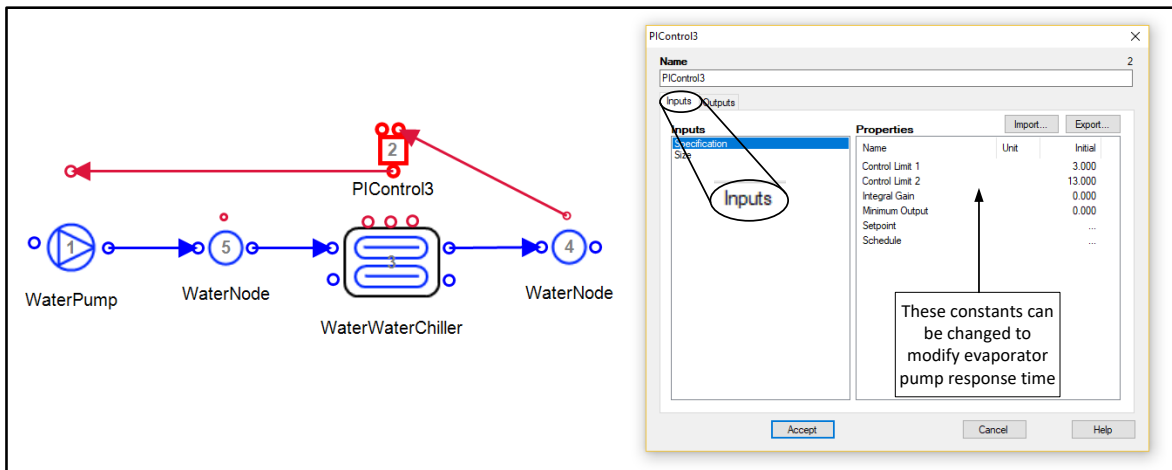 2
PIControl3
1
5
3
4
WaterPump
WaterNode
WaterWaterChiller
WaterNode
PIControl3
Name 2
PIControl3
Inputs Outputs
Inputs
Specification
Size
Inputs
Properties Import... Export...
Name Unit Initial
Control Limit 1 3.000
Control Limit 2 13.000
Integral Gain 0.000
Minimum Output 0.000
Setpoint ...
Schedule ...
These constants can
be changed to
modify evaporator
pump response time
Accept Cancel Help